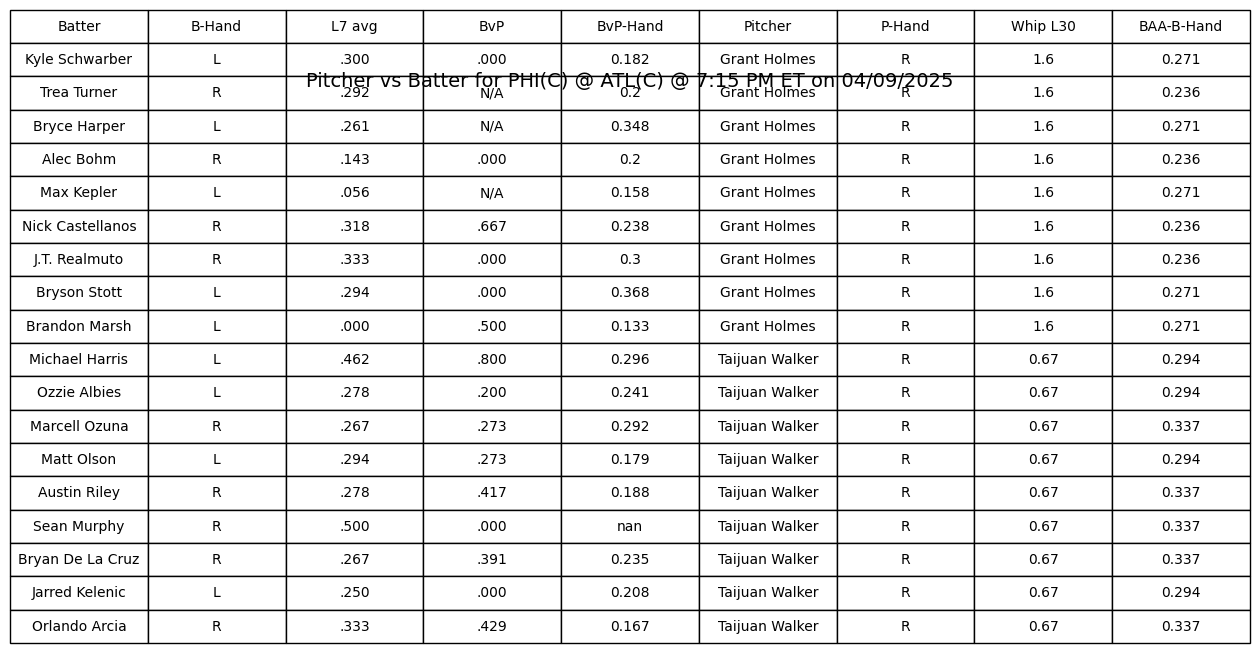 Batter B-Hand L7 avg BvP BvP-Hand Pitcher P-Hand Whip L30 BAA-B-Hand
Kyle Schwarber L .300 .000 0.182 Grant Holmes R 1.6 0.271
Pitcher vs Batter for PHI(C) @ ATL(C) @ 7:15 PM ET on 04/09/2025
Trea Turner R .292 N/A 0.2 Grant Holmes R 1.6 0.236
Bryce Harper L .261 N/A 0.348 Grant Holmes R 1.6 0.271
Alec Bohm R .143 .000 0.2 Grant Holmes R 1.6 0.236
Max Kepler L .056 N/A 0.158 Grant Holmes R 1.6 0.271
Nick Castellanos R .318 .667 0.238 Grant Holmes R 1.6 0.236
J.T. Realmuto R .333 .000 0.3 Grant Holmes R 1.6 0.236
Bryson Stott L .294 .000 0.368 Grant Holmes R 1.6 0.271
Brandon Marsh L .000 .500 0.133 Grant Holmes R 1.6 0.271
Michael Harris L .462 .800 0.296 Taijuan Walker R 0.67 0.294
Ozzie Albies L .278 .200 0.241 Taijuan Walker R 0.67 0.294
Marcell Ozuna R .267 .273 0.292 Taijuan Walker R 0.67 0.337
Matt Olson L .294 .273 0.179 Taijuan Walker R 0.67 0.294
Austin Riley R .278 .417 0.188 Taijuan Walker R 0.67 0.337
Sean Murphy R .500 .000 nan Taijuan Walker R 0.67 0.337
Bryan De La Cruz R .267 .391 0.235 Taijuan Walker R 0.67 0.337
Jarred Kelenic L .250 .000 0.208 Taijuan Walker R 0.67 0.294
Orlando Arcia R .333 .429 0.167 Taijuan Walker R 0.67 0.337